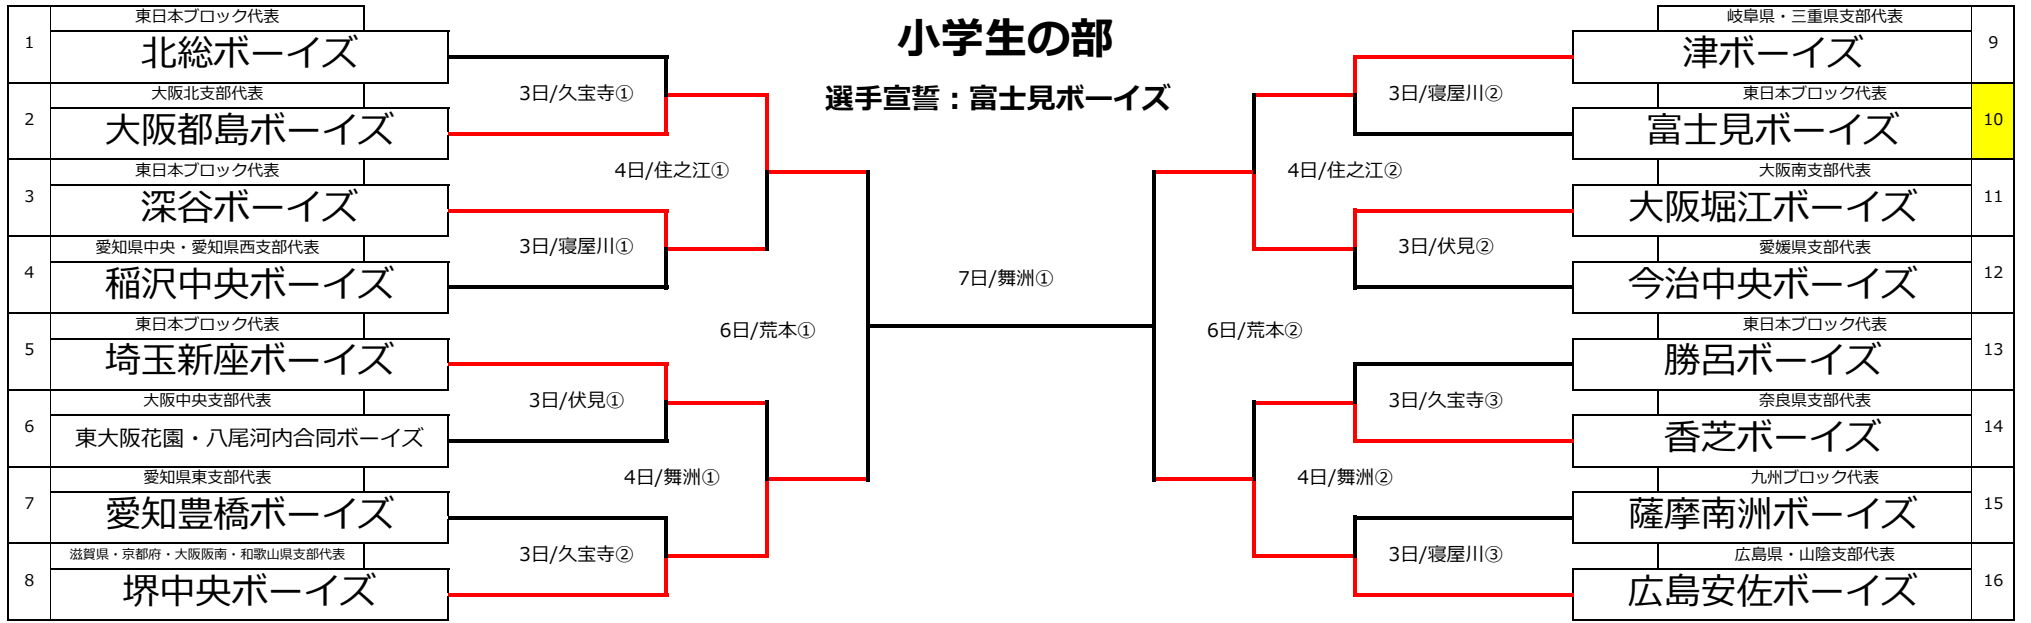 小学生の部
選手宣誓：富士見ボーイズ
1
東日本ブロック代表
北総ボーイズ
2
大阪北支部代表
大阪都島ボーイズ
3
東日本ブロック代表
深谷ボーイズ
4
愛知県中央・愛知県西支部代表
稲沢中央ボーイズ
5
東日本ブロック代表
埼玉新座ボーイズ
6
大阪中央支部代表
東大阪花園・八尾河内合同ボーイズ
7
愛知県東支部代表
愛知豊橋ボーイズ
8
滋賀県・京都府・大阪阪南・和歌山県支部代表
堺中央ボーイズ
3日/久宝寺①
3日/寝屋川①
3日/伏見①
3日/久宝寺②
4日/住之江①
4日/舞洲①
6日/荒本①
7日/舞洲①
6日/荒本②
4日/住之江②
4日/舞洲②
3日/寝屋川②
3日/伏見②
3日/久宝寺③
3日/寝屋川③
岐阜県・三重県支部代表
津ボーイズ
9
東日本ブロック代表
富士見ボーイズ
10
大阪南支部代表
大阪堀江ボーイズ
11
愛媛県支部代表
今治中央ボーイズ
12
東日本ブロック代表
勝呂ボーイズ
13
奈良県支部代表
香芝ボーイズ
14
九州ブロック代表
薩摩南洲ボーイズ
15
広島県・山陰支部代表
広島安佐ボーイズ
16